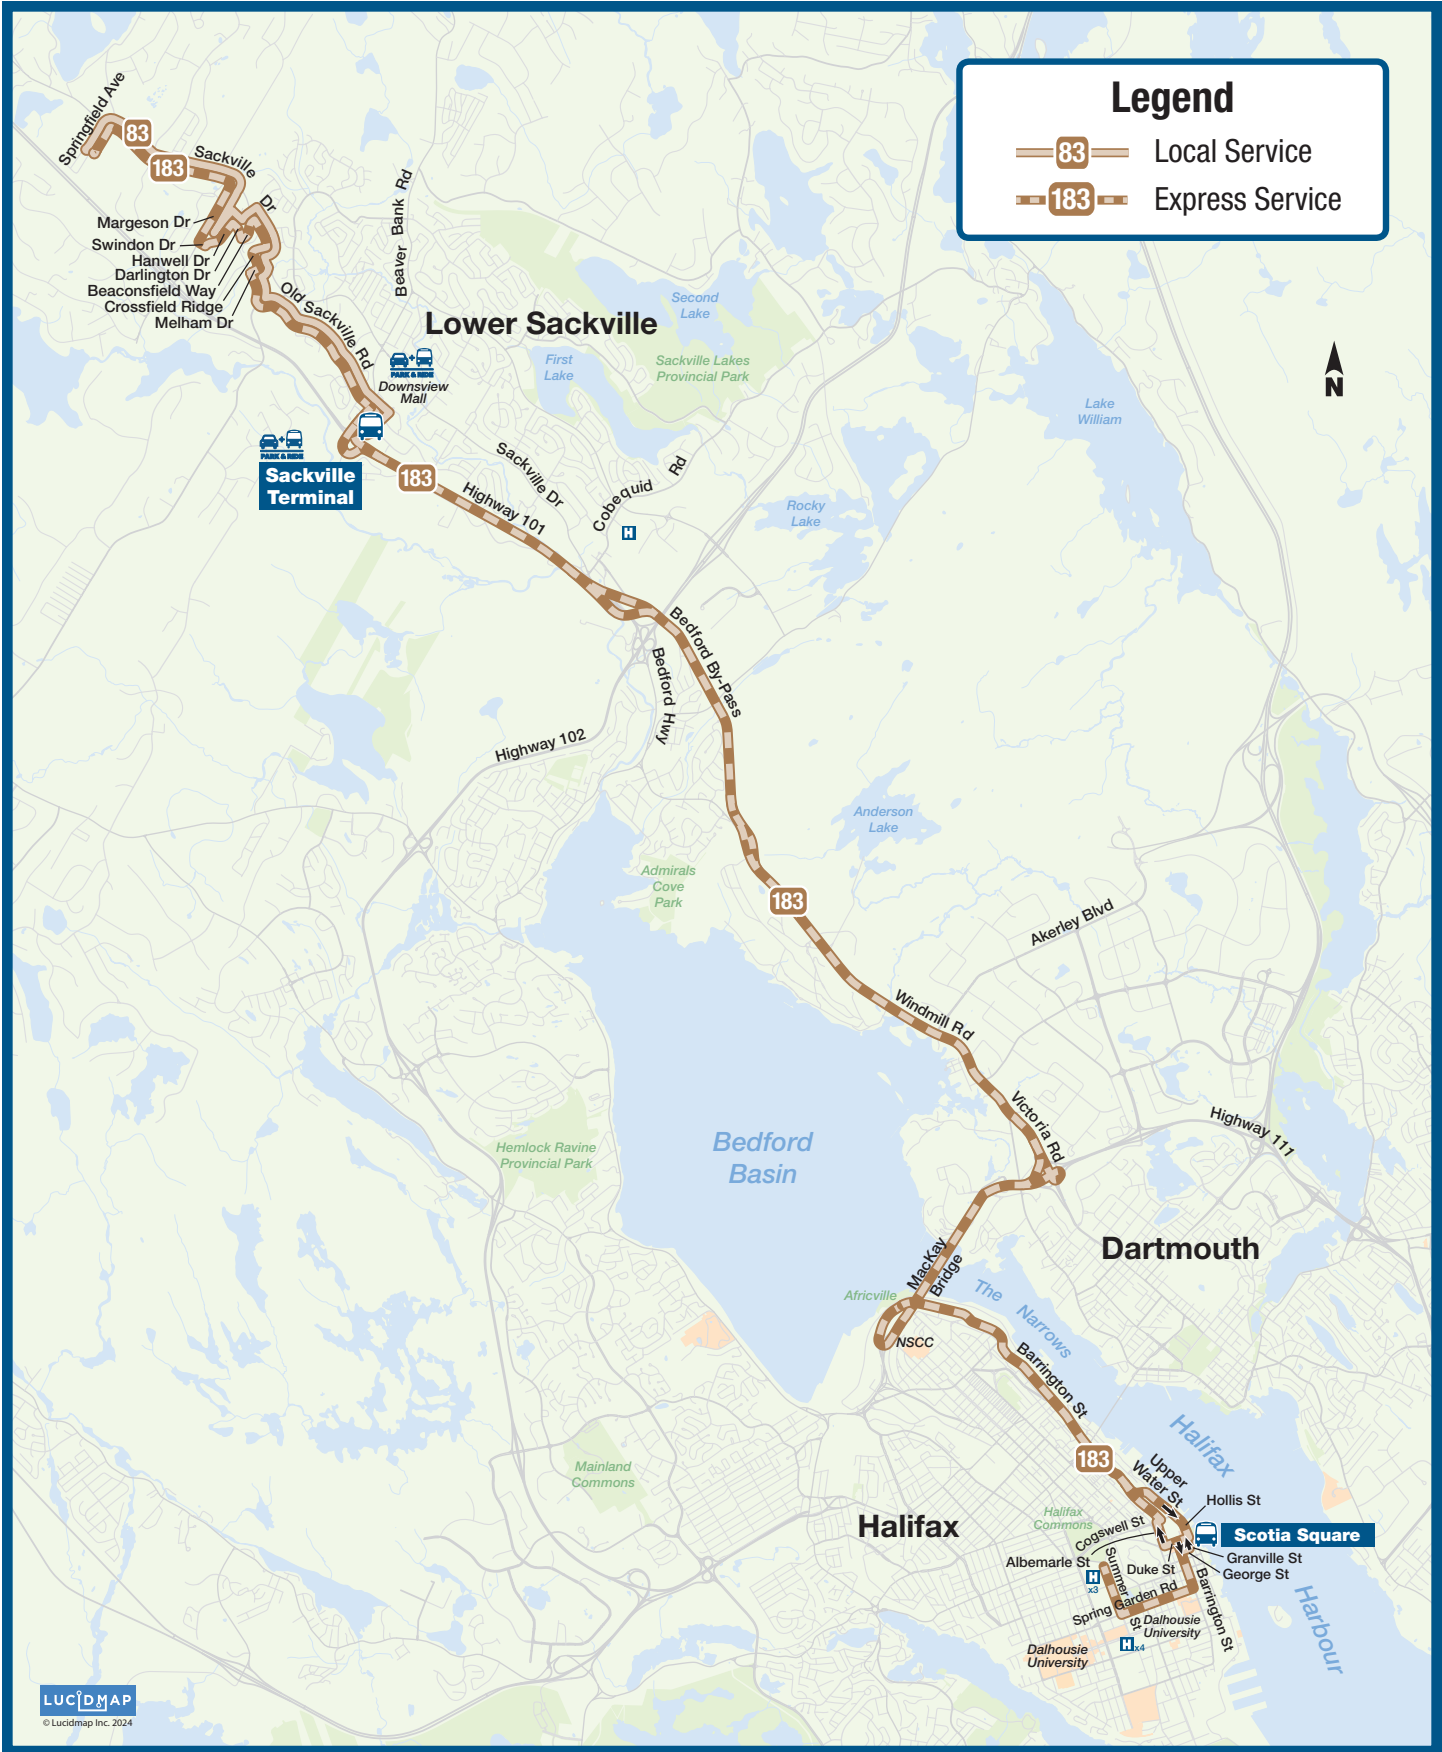 Legend
83
Local Service
183
Express Service
Springfield Ave
83
183
Sackville
Dr
Margeson Dr
Swindon Dr
Hanwell Dr
Darlington Dr
Beaconsfield Way
Crossfield Ridge
Melham Dr
Old Sackville Rd
Beaver Bank Rd
Lower Sackville
Second
Lake
First
Lake
Sackville Lakes
Provincial Park
PARK & RIDE
Downsview
Mall
N
Lake
William
PARK & RIDE
Sackville
Terminal
183
Highway 101
Sackville Dr
Cobequid Rd
H
Rocky
Lake
Bedford By-Pass
Bedford Hwy
Highway 102
Anderson
Lake
Admirals
Cove
Park
183
Akerley Blvd
Windmill Rd
Victoria Rd
Highway 111
Hemlock Ravine
Provincial Park
Bedford
Basin
Dartmouth
MacKay
Bridge
Africville
The Narrows
NSCC
Barrington St
183
Upper
Water St
Halifax
Harbour
Hollis St
Mainland
Commons
Halifax
Halifax
Commons
Cogswell St
Scotia Square
Albemarle St
Duke St
Granville St
George St
H
x3
Summer St
Spring Garden Rd
Barrington St
Dalhousie
University
H
x4
Dalhousie
University
LUCIDMAP
© Lucidmap Inc. 2024